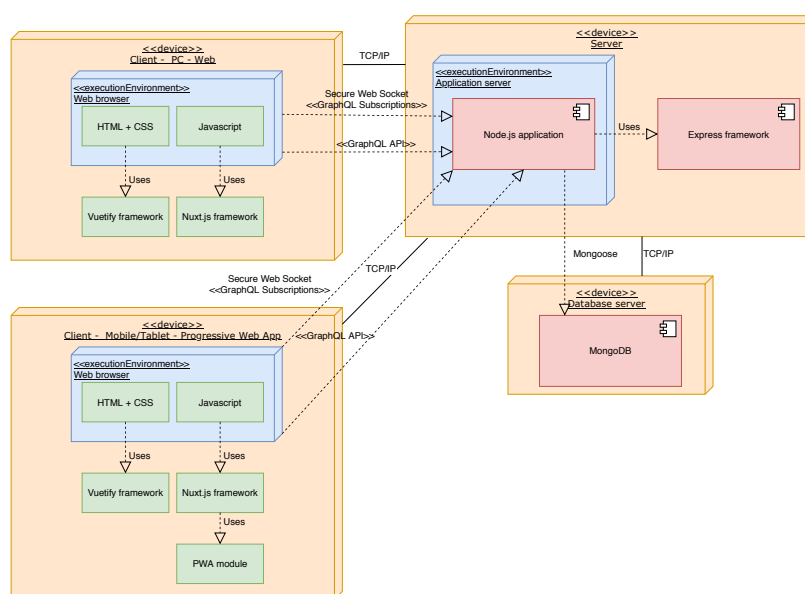 <<device>>
Client - PC - Web
<<executionEnvironment>>
Web browser
HTML + CSS
Javascript
Uses
Uses
Vuetify framework
Nuxt.js framework
TCP/IP
Secure Web Socket
<<GraphQL Subscriptions>>
<<GraphQL API>>
<<device>>
Server
<<executionEnvironment>>
Application server
Node.js application
Uses
Express framework
Mongoose
TCP/IP
TCP/IP
Secure Web Socket
<<GraphQL Subscriptions>>
<<GraphQL API>>
<<device>>
Database server
MongoDB
<<device>>
Client - Mobile/Tablet - Progressive Web App
<<executionEnvironment>>
Web browser
HTML + CSS
Javascript
Uses
Uses
Vuetify framework
Nuxt.js framework
Uses
PWA module